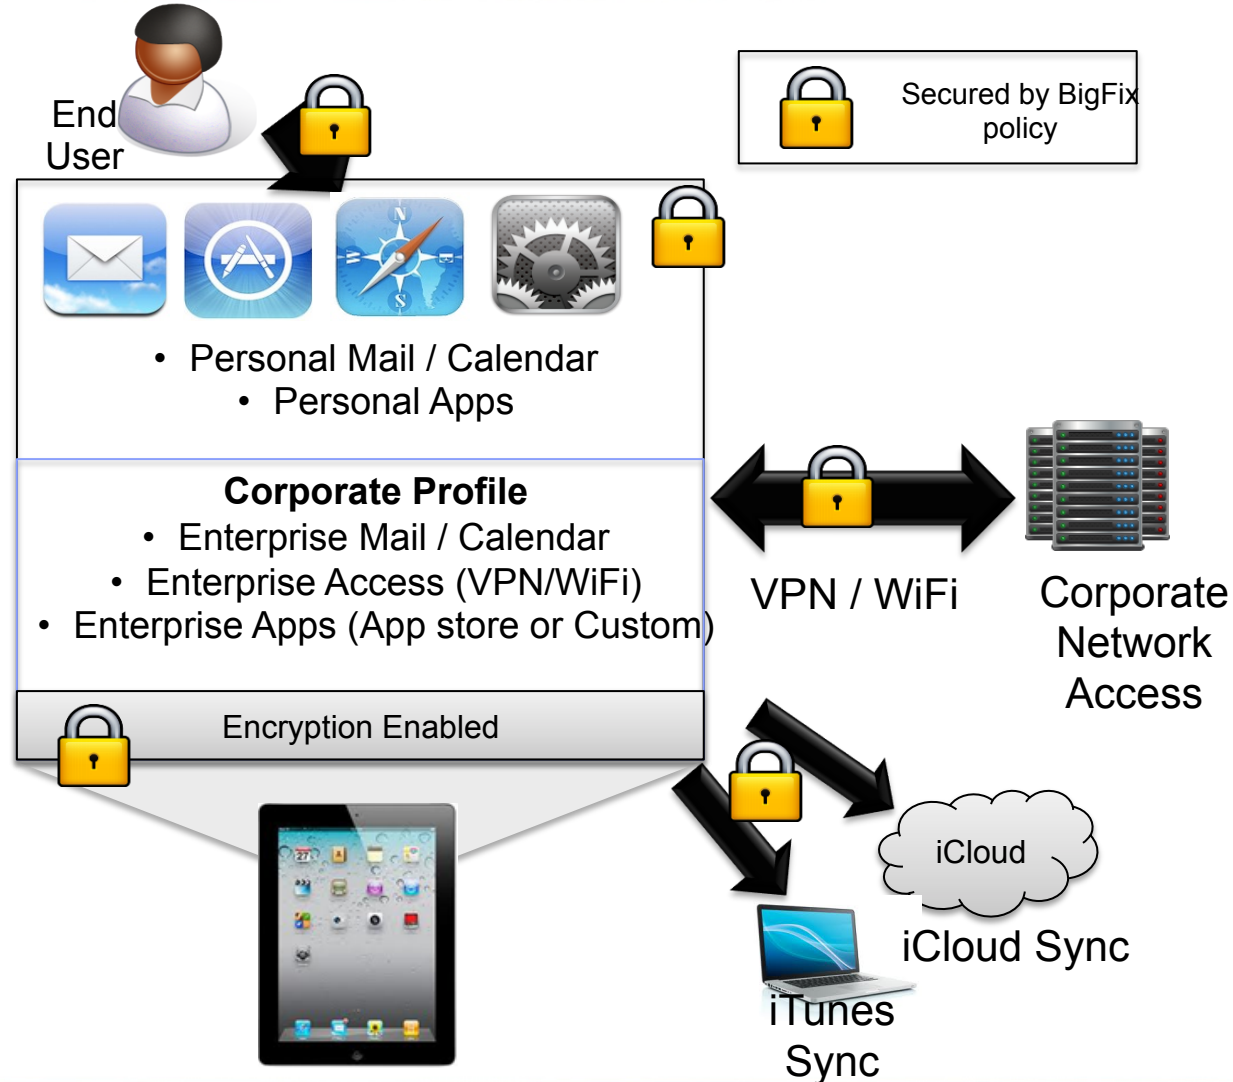 End
User
Secured by BigFix
policy
N
W
S
• Personal Mail / Calendar
• Personal Apps
Corporate Profile
• Enterprise Mail / Calendar
• Enterprise Access (VPN/WiFi)
• Enterprise Apps (App store or Custom)
Encryption Enabled
VPN / WiFi
Corporate
Network
Access
27
iCloud
iCloud Sync
iTunes
Sync